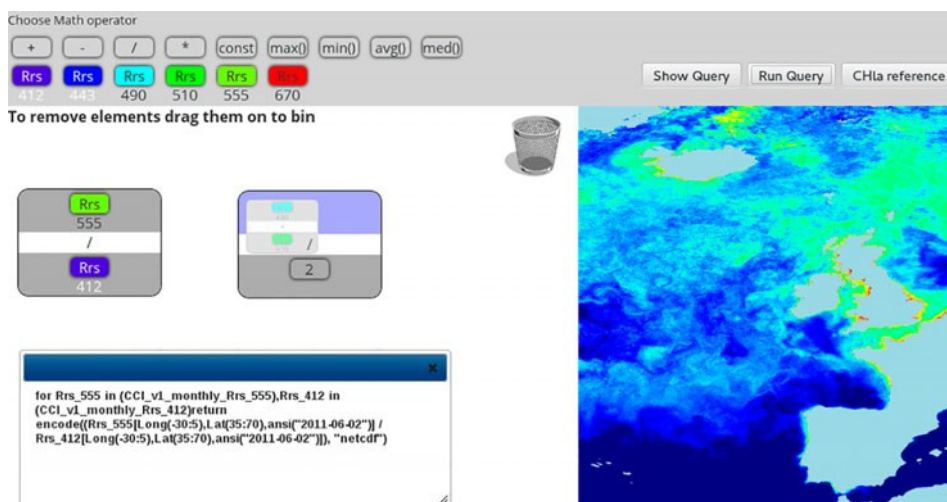 Choose Math operator
+ - / * const max() min() avg() med()
Rrs Rrs Rrs Rrs Rrs Rrs
412 443 490 510 555 670
Show Query Run Query CHla reference
To remove elements drag them on to bin
Rrs
555
/
Rrs
412
/
2
for Rrs_555 in (CCI_v1_monthly_Rrs_555),Rrs_412 in
(CCI_v1_monthly_Rrs_412)return
encode((Rrs_555[Long(-30:5),Lat(35:70),ansi("2011-06-02")] /
Rrs_412[Long(-30:5),Lat(35:70),ansi("2011-06-02")]), "netcdf")